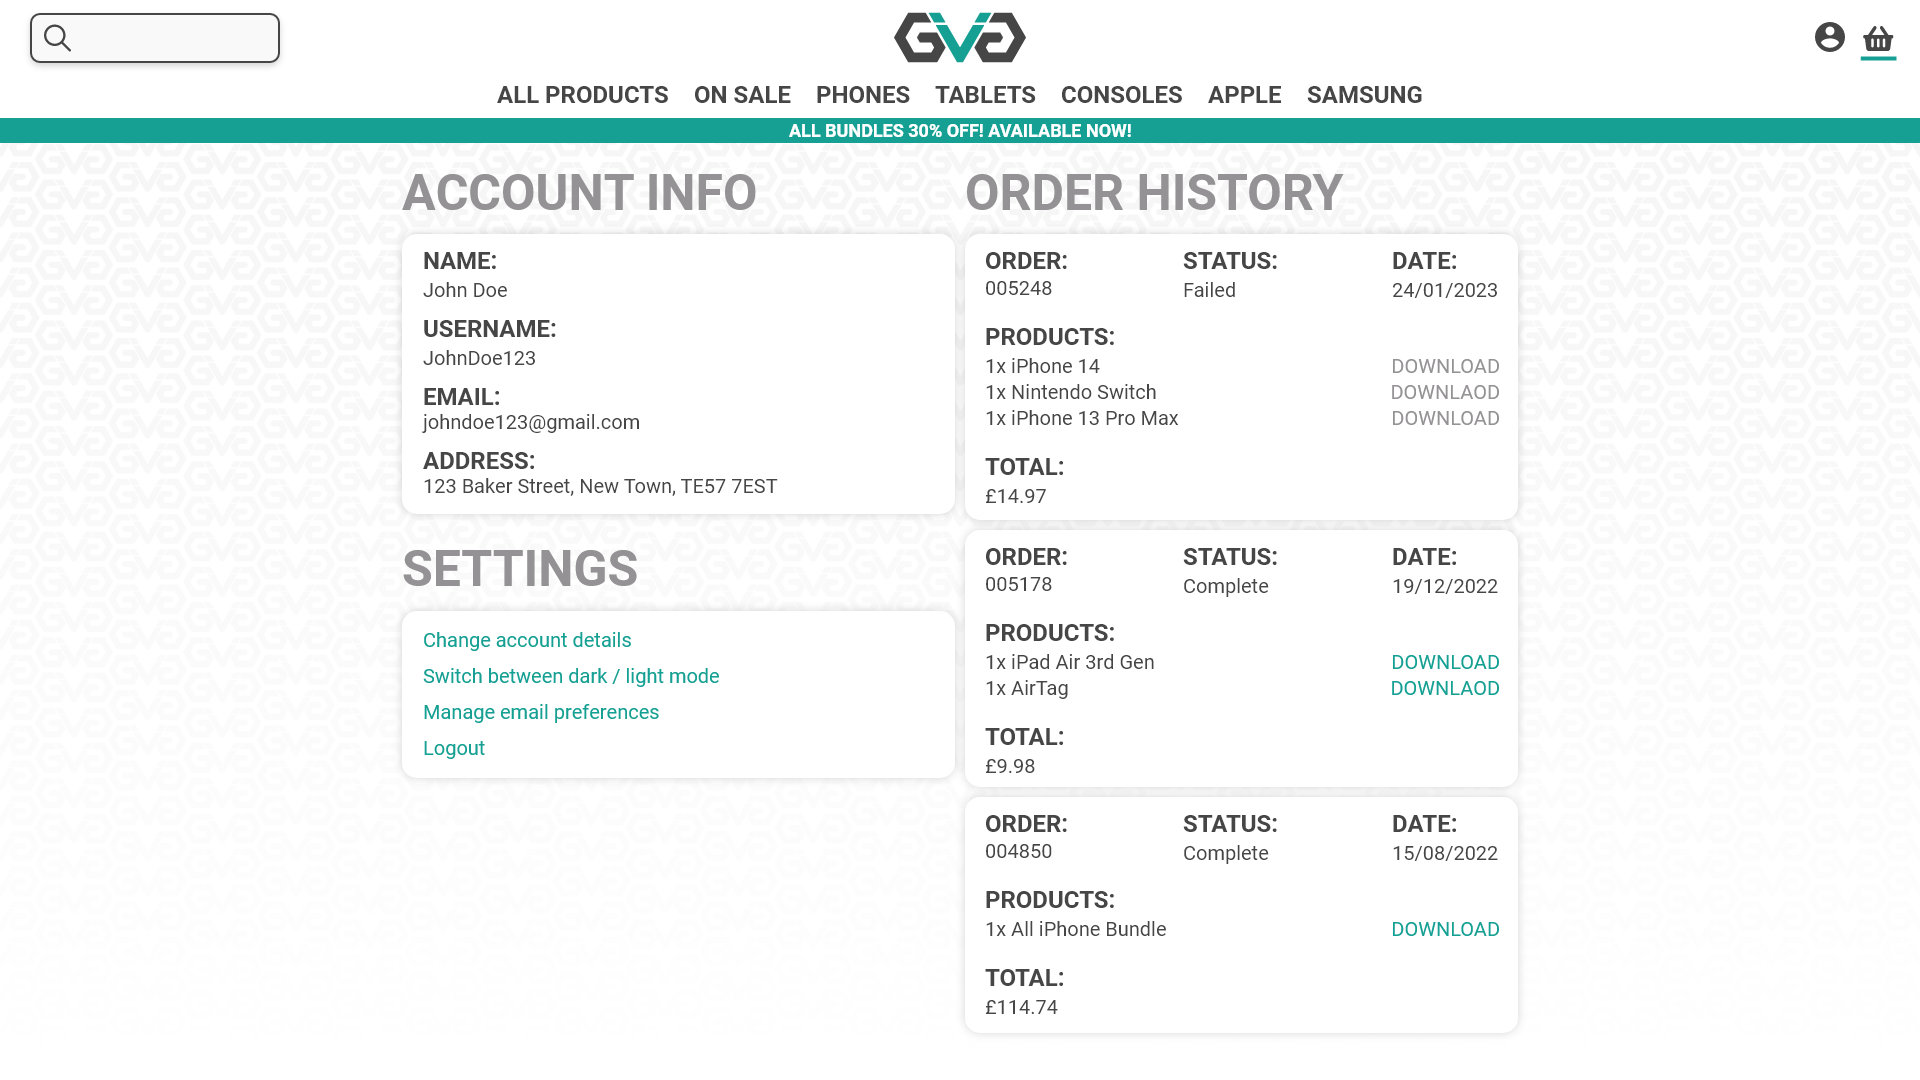 GVG
ALL PRODUCTS ON SALE PHONES TABLETS CONSOLES APPLE SAMSUNG
ALL BUNDLES 30% OFF! AVAILABLE NOW!
ACCOUNT INFO
NAME:
John Doe
USERNAME:
JohnDoe123
EMAIL:
johndoe123@gmail.com
ADDRESS:
123 Baker Street, New Town, TE57 7EST
SETTINGS
Change account details
Switch between dark / light mode
Manage email preferences
Logout
ORDER HISTORY
ORDER: STATUS: DATE:
005248 Failed 24/01/2023
PRODUCTS:
1x iPhone 14 DOWNLOAD
1x Nintendo Switch DOWNLAOD
1x iPhone 13 Pro Max DOWNLOAD
TOTAL:
£14.97
ORDER: STATUS: DATE:
005178 Complete 19/12/2022
PRODUCTS:
1x iPad Air 3rd Gen DOWNLOAD
1x AirTag DOWNLAOD
TOTAL:
£9.98
ORDER: STATUS: DATE:
004850 Complete 15/08/2022
PRODUCTS:
1x All iPhone Bundle DOWNLOAD
TOTAL:
£114.74